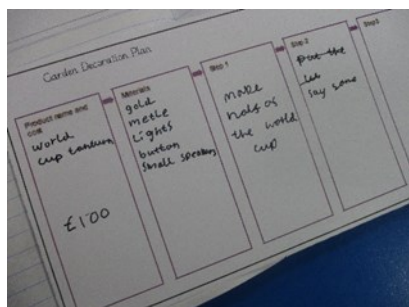 Garden Decoration Plan
Product name and
cost
world
cup
£100
Materials
gold
metle
Lights
button
small speakers
Step 1
make
half of
the world
cup
Step 2
put the
say some
Step 3